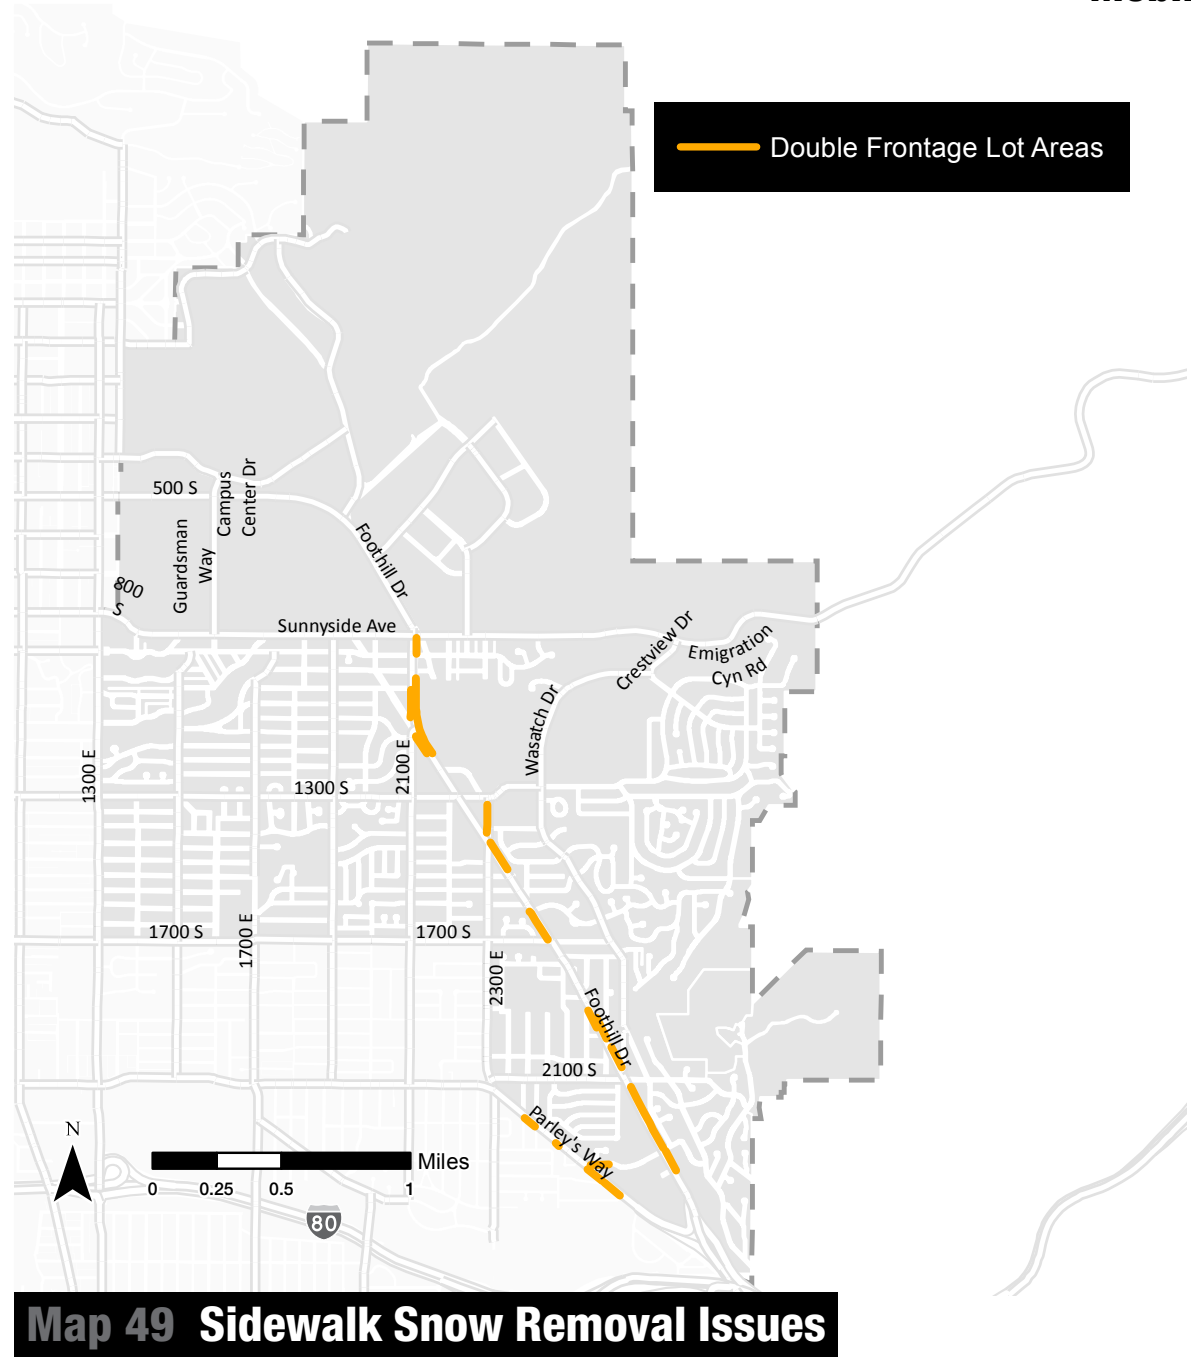 Double Frontage Lot Areas
500 S
Campus
Center Dr
Guardsman
Way
Foothill Dr
800
S
Sunnyside Ave
Crestview Dr
Emigration
Cyn Rd
Wasatch Dr
1300 E
2100 E
1300 S
1700 S
1700 E
1700 S
2300 E
Foothill Dr
2100 S
Parley's Way
N
Miles
0 0.25 0.5 1
80
Map 49 Sidewalk Snow Removal Issues